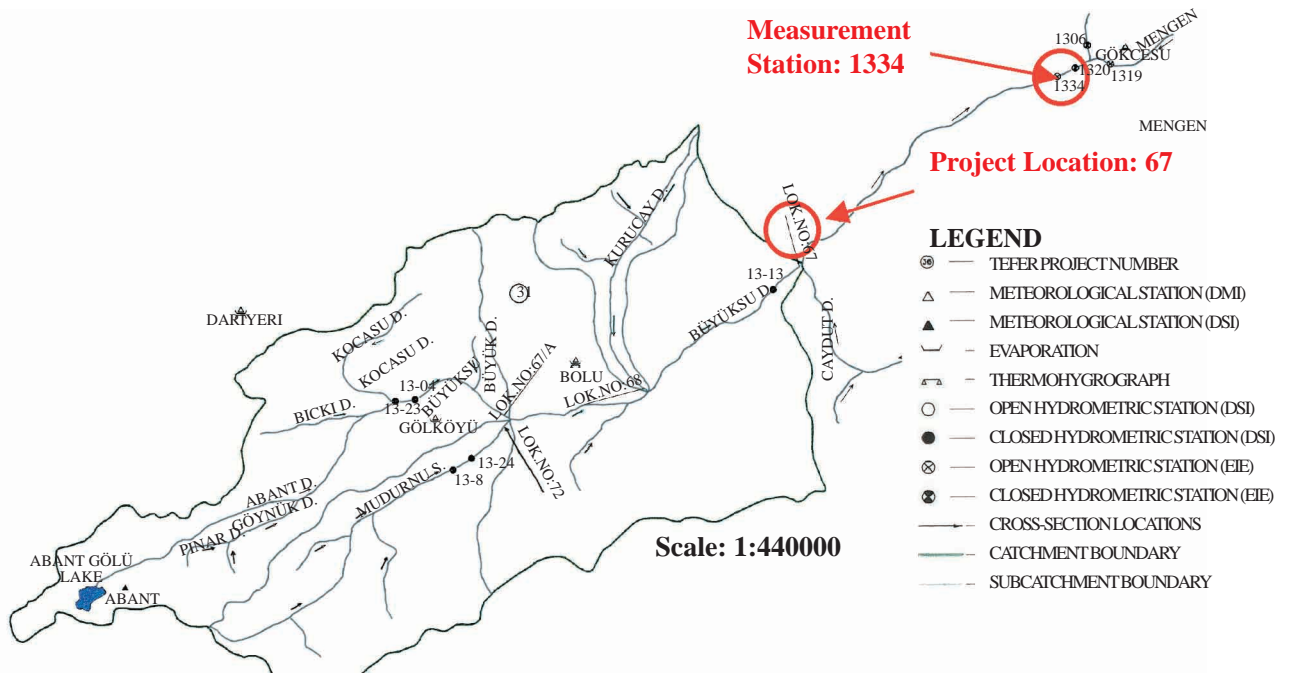 Measurement
Station: 1334
1306
MENGEN
GÖKCESU
1320
1319
1334
MENGEN
Project Location: 67
LOK.NO:67
KURUCAY D.
13-13
BÜYÜKSU D.
CAYDURT D.
31
DARIYERI
KOCASU D.
KOCASU D.
BÜYÜKSU
BÜYÜK D.
LOK.NO:67/A
BOLU
LOK.NO:68
13-04
13-23
BICKI D.
GÖLKÖYÜ
13-24
13-8
LOK.NO:72
MUDURNU S.
ABANT D.
GÖYNÜK D.
PINAR D.
ABANT GÖLÜ
LAKE
ABANT
Scale: 1:440000
LEGEND
36 TEFER PROJECT NUMBER
METEOROLOGICAL STATION (DMI)
METEOROLOGICAL STATION (DSI)
EVAPORATION
THERMOHYGROGRAPH
OPEN HYDROMETRIC STATION (DSI)
CLOSED HYDROMETRIC STATION (DSI)
OPEN HYDROMETRIC STATION (EIE)
CLOSED HYDROMETRIC STATION (EIE)
CROSS-SECTION LOCATIONS
CATCHMENT BOUNDARY
SUBCATCHMENT BOUNDARY